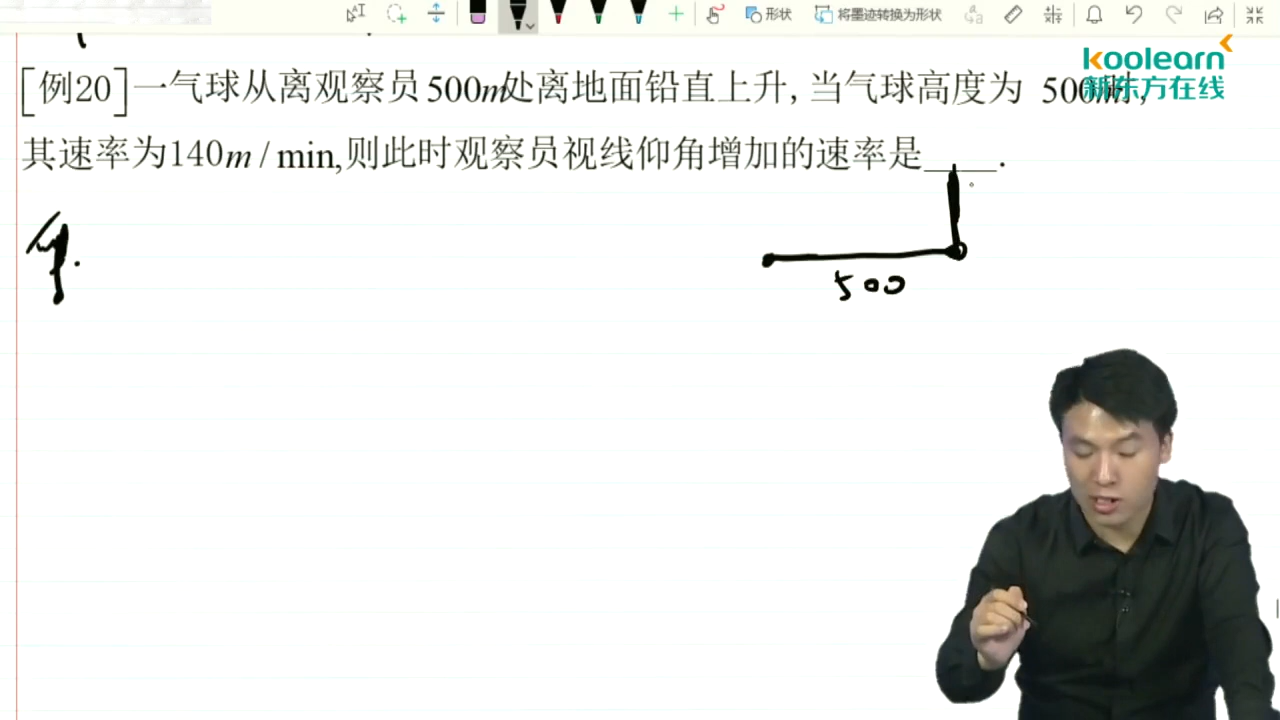 形状
将墨迹转换为形状
koolearn
新东方在线
[例20]一气球从离观察员500m处离地面铅直上升,当气球高度为 500m时,
其速率为140m/min,则此时观察员视线仰角增加的速率是____.
500